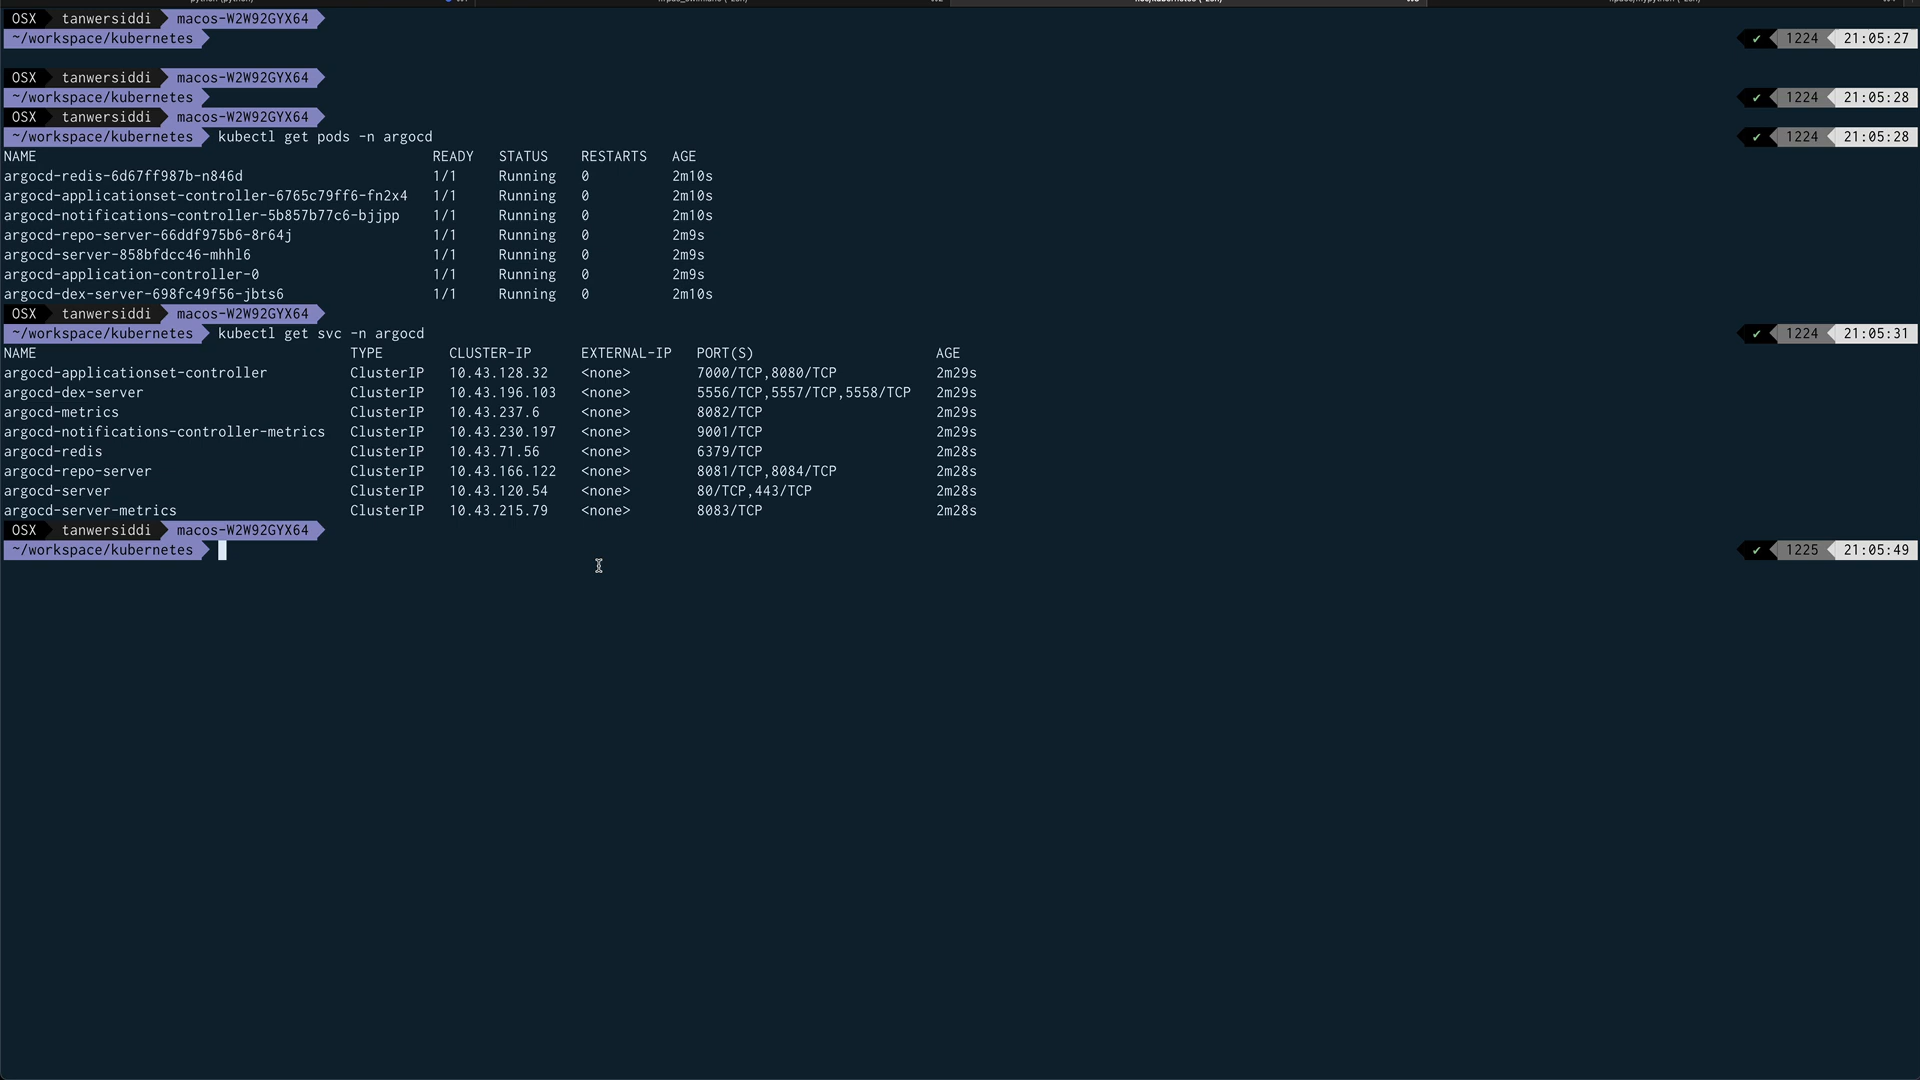 OSX tanwersiddi macos-W2W92GYX64
~/workspace/kubernetes ✔ 1224 21:05:27
OSX tanwersiddi macos-W2W92GYX64
~/workspace/kubernetes ✔ 1224 21:05:28
OSX tanwersiddi macos-W2W92GYX64
~/workspace/kubernetes kubectl get pods -n argocd ✔ 1224 21:05:28
NAME READY STATUS RESTARTS AGE
argocd-redis-6d67ff987b-n846d 1/1 Running 0 2m10s
argocd-applicationset-controller-6765c79ff6-fn2x4 1/1 Running 0 2m10s
argocd-notifications-controller-5b857b77c6-bjjpp 1/1 Running 0 2m10s
argocd-repo-server-66ddf975b6-8r64j 1/1 Running 0 2m9s
argocd-server-858bfdcc46-mhhl6 1/1 Running 0 2m9s
argocd-application-controller-0 1/1 Running 0 2m9s
argocd-dex-server-698fc49f56-jbts6 1/1 Running 0 2m10s
OSX tanwersiddi macos-W2W92GYX64
~/workspace/kubernetes kubectl get svc -n argocd ✔ 1224 21:05:31
NAME TYPE CLUSTER-IP EXTERNAL-IP PORT(S) AGE
argocd-applicationset-controller ClusterIP 10.43.128.32 <none> 7000/TCP,8080/TCP 2m29s
argocd-dex-server ClusterIP 10.43.196.103 <none> 5556/TCP,5557/TCP,5558/TCP 2m29s
argocd-metrics ClusterIP 10.43.237.6 <none> 8082/TCP 2m29s
argocd-notifications-controller-metrics ClusterIP 10.43.230.197 <none> 9001/TCP 2m29s
argocd-redis ClusterIP 10.43.71.56 <none> 6379/TCP 2m28s
argocd-repo-server ClusterIP 10.43.166.122 <none> 8081/TCP,8084/TCP 2m28s
argocd-server ClusterIP 10.43.120.54 <none> 80/TCP,443/TCP 2m28s
argocd-server-metrics ClusterIP 10.43.215.79 <none> 8083/TCP 2m28s
OSX tanwersiddi macos-W2W92GYX64
~/workspace/kubernetes ✔ 1225 21:05:49